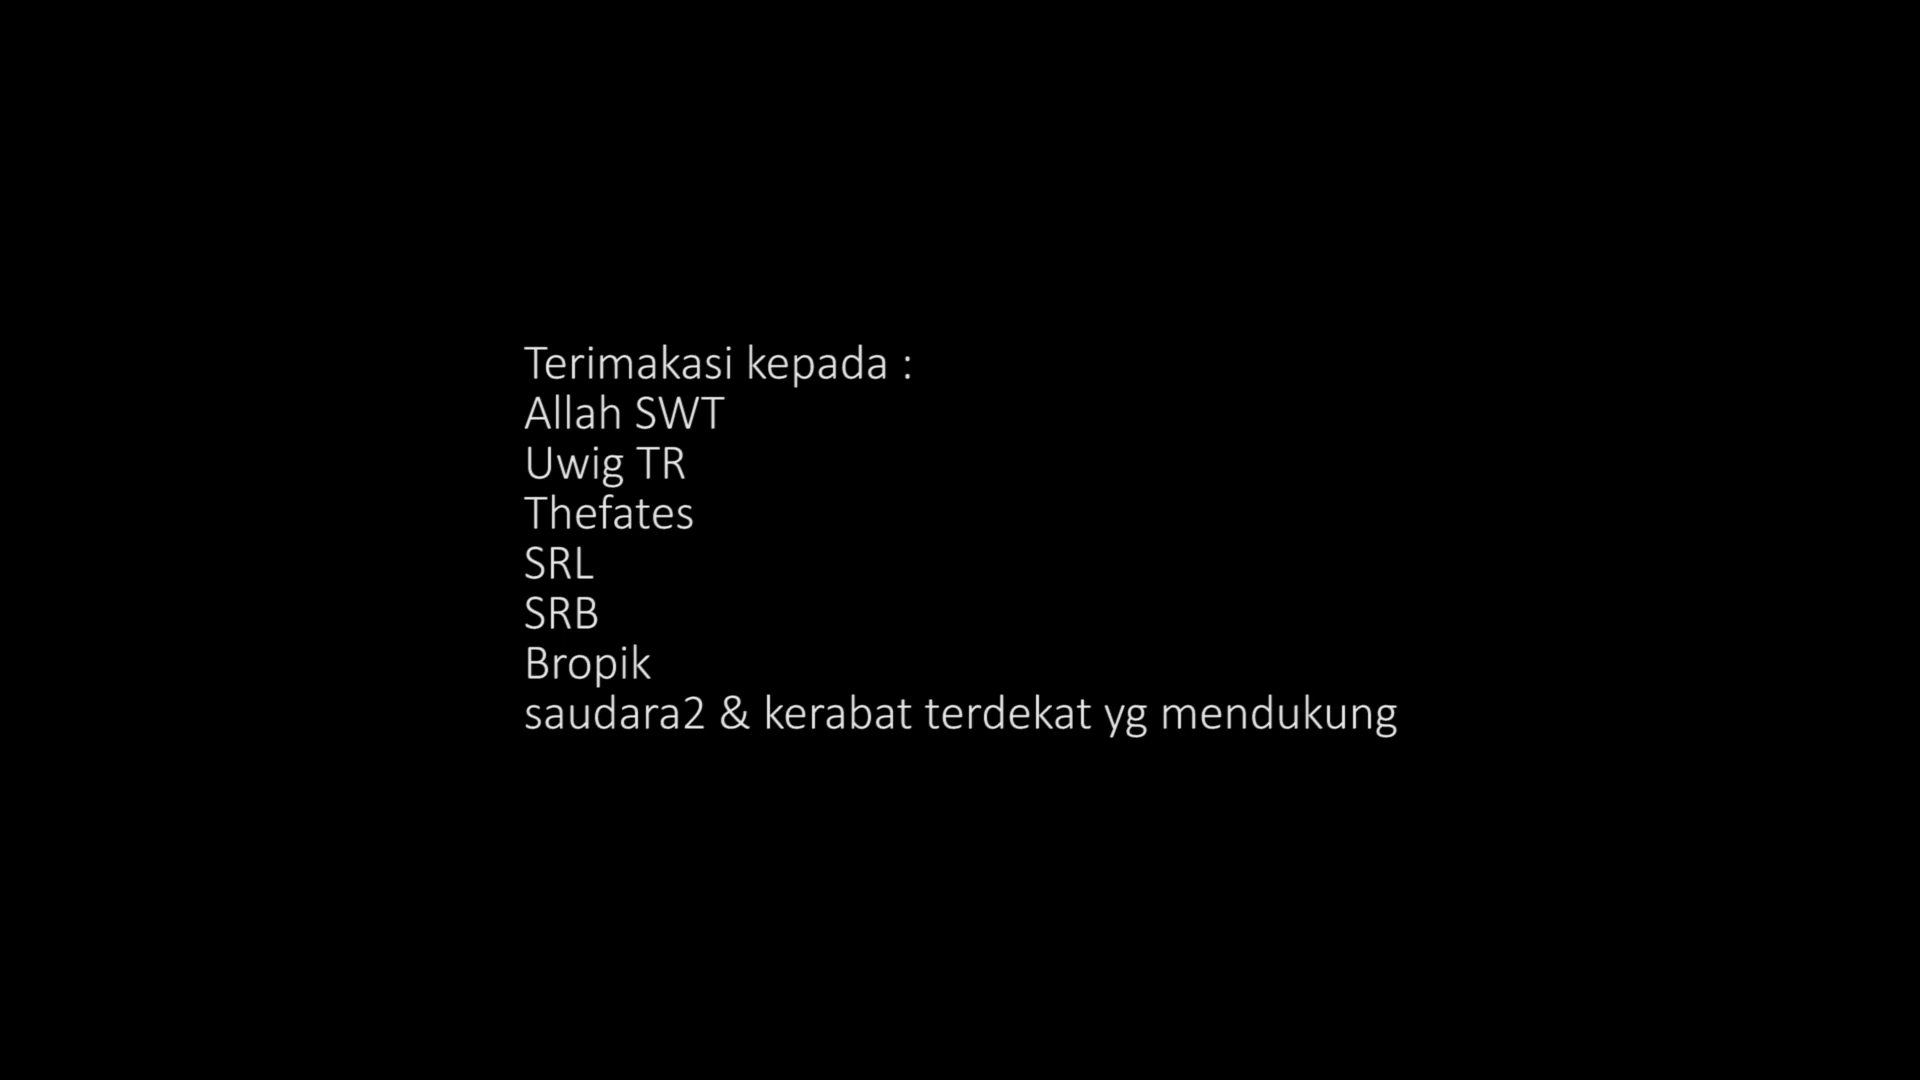 Terimakasi kepada :
Allah SWT
Uwig TR
Thefates
SRL
SRB
Bropik
saudara2 & kerabat terdekat yg mendukung